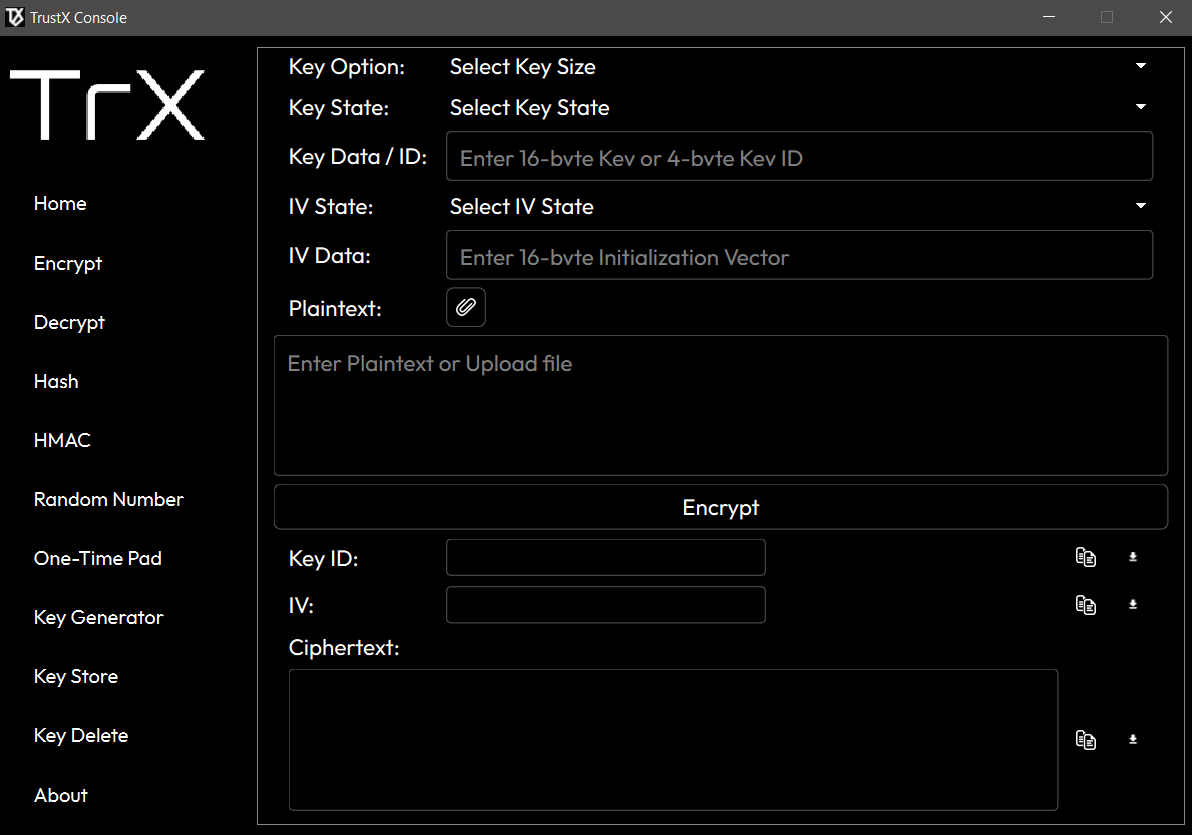 TrustX Console
TrX
Home
Encrypt
Decrypt
Hash
HMAC
Random Number
One-Time Pad
Key Generator
Key Store
Key Delete
About
Key Option: Select Key Size
Key State: Select Key State
Key Data / ID: Enter 16-byte Key or 4-byte Key ID
IV State: Select IV State
IV Data: Enter 16-byte Initialization Vector
Plaintext:
Enter Plaintext or Upload file
Encrypt
Key ID:
IV:
Ciphertext: